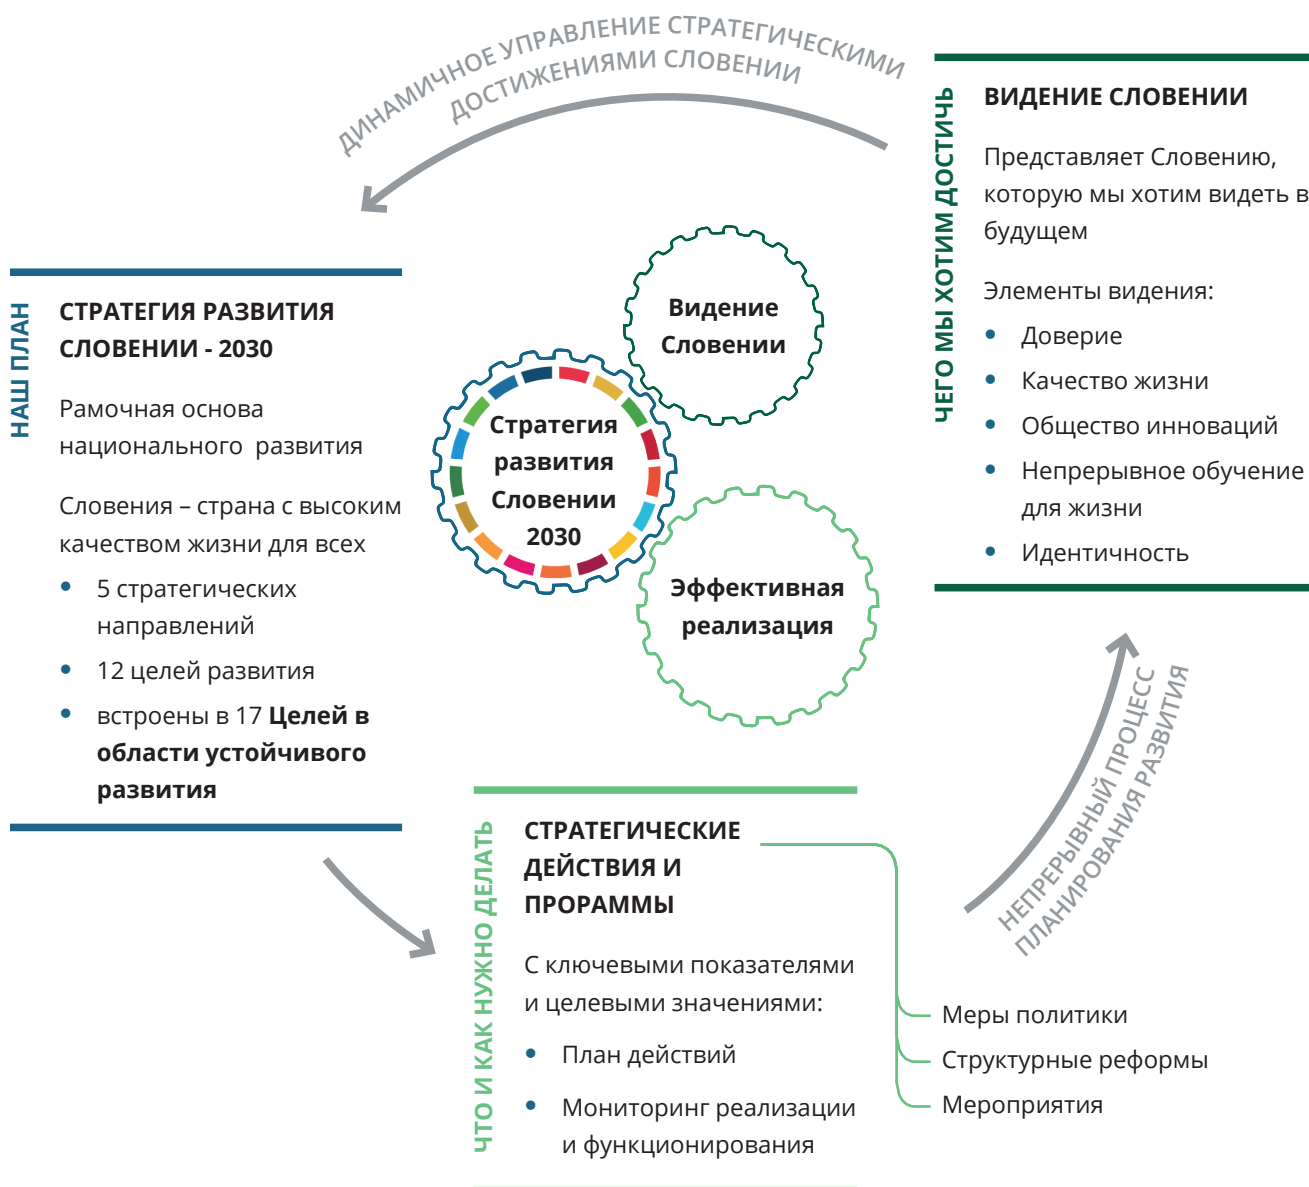 ДИНАМИЧНОЕ УПРАВЛЕНИЕ СТРАТЕГИЧЕСКИМИ
ДОСТИЖЕНИЯМИ СЛОВЕНИИ
ЧЕГО МЫ ХОТИМ ДОСТИЧЬ
ВИДЕНИЕ СЛОВЕНИИ
Представляет Словению,
которую мы хотим видеть в
будущем
Элементы видения:
• Доверие
• Качество жизни
• Общество инноваций
• Непрерывное обучение
для жизни
• Идентичность
НАШ ПЛАН
СТРАТЕГИЯ РАЗВИТИЯ
СЛОВЕНИИ - 2030
Рамочная основа
национального развития
Словения – страна с высоким
качеством жизни для всех
• 5 стратегических
направлений
• 12 целей развития
• встроены в 17 Целей в
области устойчивого
развития
Видение
Словении
Стратегия
развития
Словении
2030
Эффективная
реализация
НЕПРЕРЫВНЫЙ ПРОЦЕСС
ПЛАНИРОВАНИЯ РАЗВИТИЯ
ЧТО И КАК НУЖНО ДЕЛАТЬ
СТРАТЕГИЧЕСКИЕ
ДЕЙСТВИЯ И
ПРОРАММЫ
С ключевыми показателями
и целевыми значениями:
• План действий
• Мониторинг реализации
и функционирования
Меры политики
Структурные реформы
Мероприятия